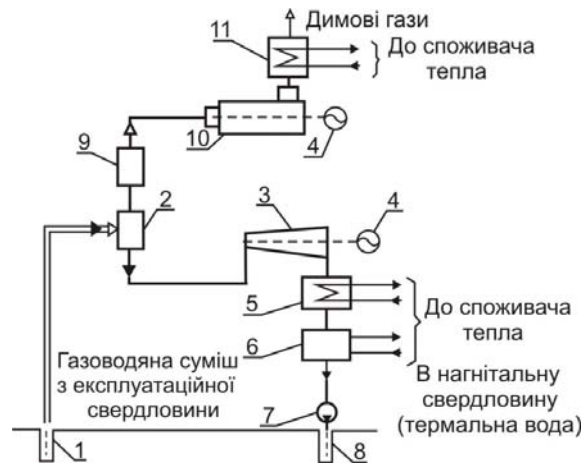 Димові гази
11
До споживача
тепла
10
4
9
2
3
4
5
До споживача
тепла
6
Газоводяна суміш
з експлуатаційної
свердловини
В нагнітальну
свердловину
(термальна вода)
7
1
8